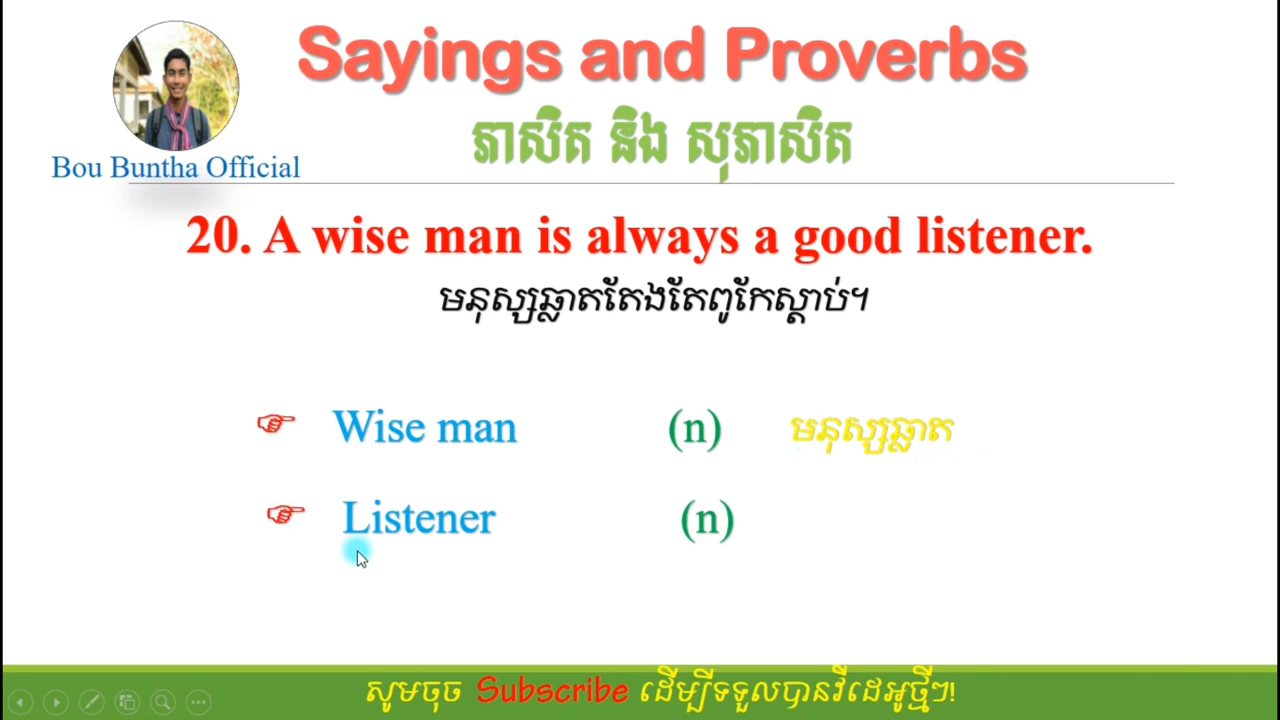 Sayings and Proverbs
ភាសិត និង សុភាសិត
Bou Buntha Official
20. A wise man is always a good listener.
មនុស្សឆ្លាតតែងតែពូកែស្តាប់។
☞ Wise man (n) មនុស្សឆ្លាត
☞ Listener (n)
សូមចុច Subscribe ដើម្បីទទួលបានវីដេអូថ្មីៗ!